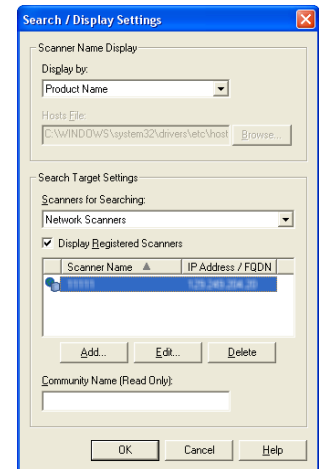 Search / Display Settings
Scanner Name Display
Display by:
Product Name
Hosts File:
C:\WINDOWS\system32\drivers\etc\host Browse...
Search Target Settings
Scanners for Searching:
Network Scanners
Display Registered Scanners
Scanner Name IP Address / FQDN
Add... Edit... Delete
Community Name (Read Only):
OK Cancel Help